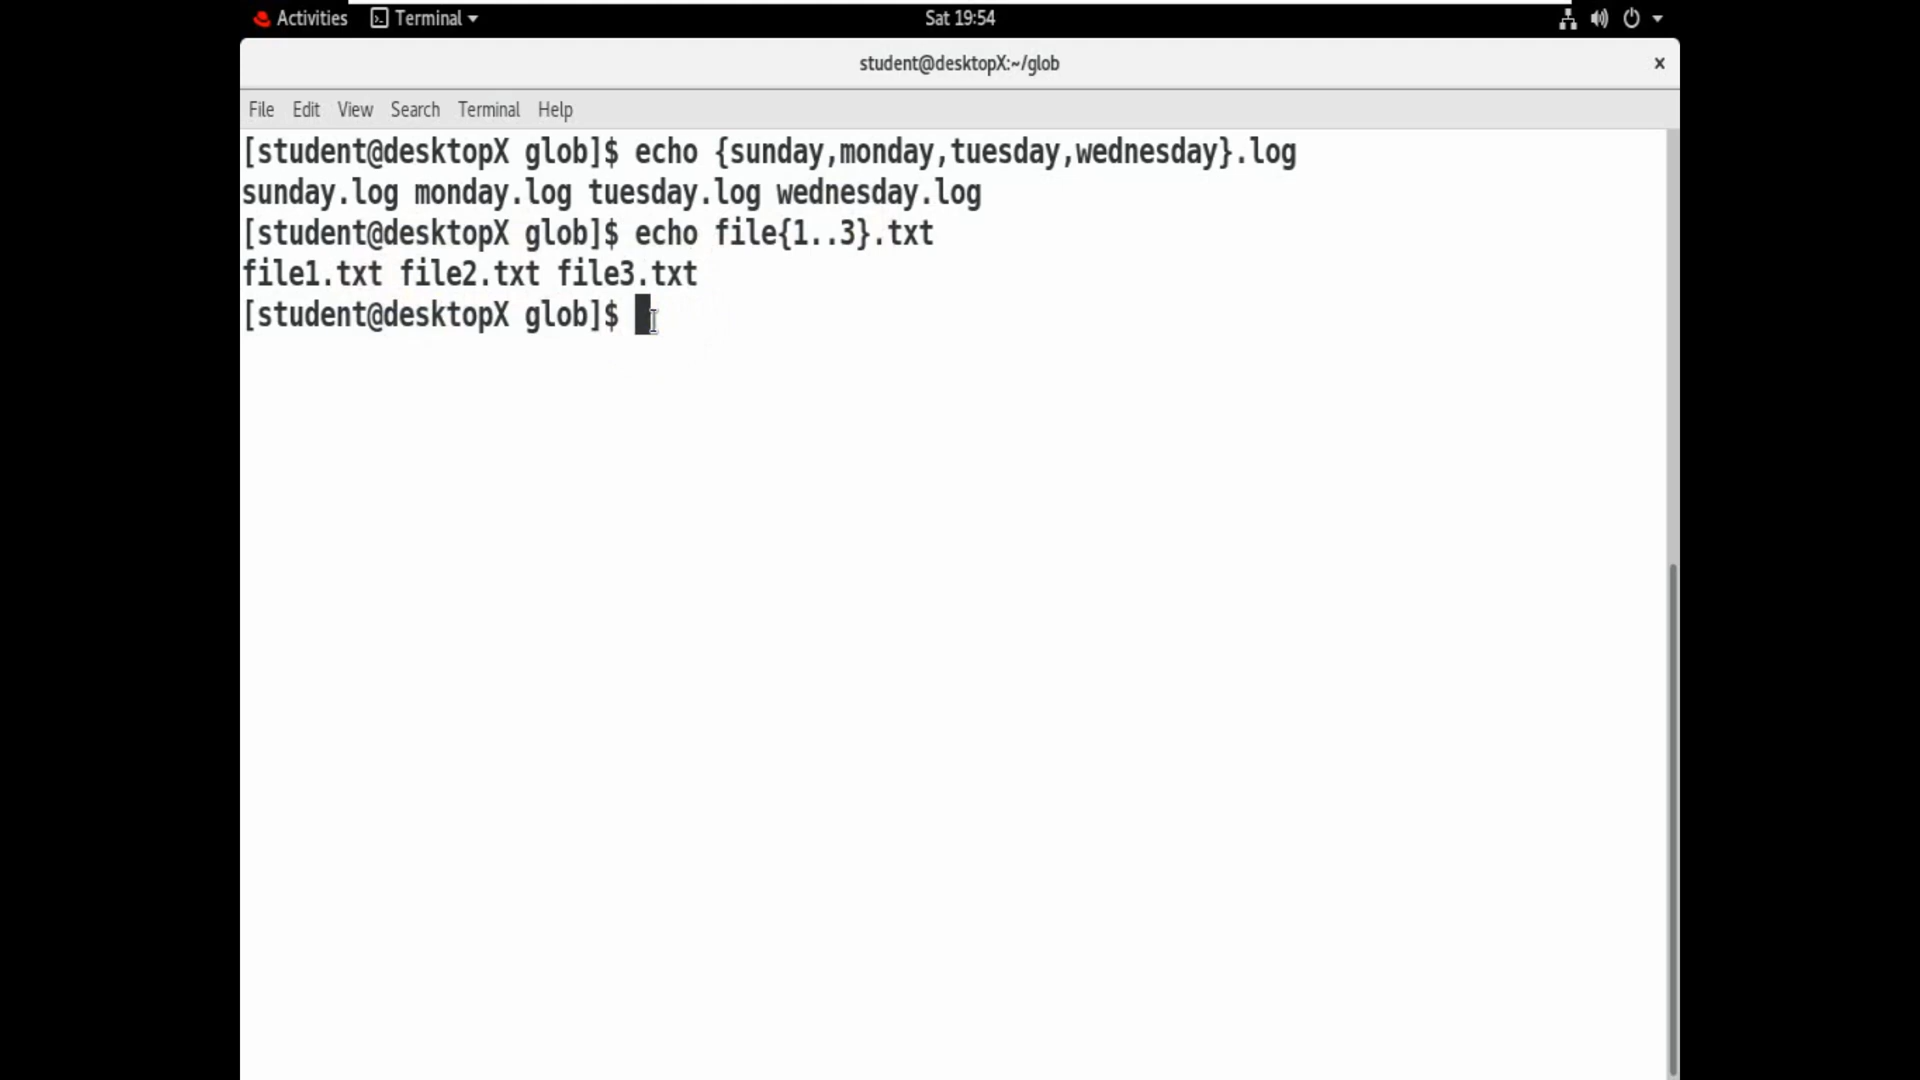 Activities Terminal Sat 19:54
student@desktopX:~/glob ×
File Edit View Search Terminal Help
[student@desktopX glob]$ echo {sunday,monday,tuesday,wednesday}.log
sunday.log monday.log tuesday.log wednesday.log
[student@desktopX glob]$ echo file{1..3}.txt
file1.txt file2.txt file3.txt
[student@desktopX glob]$